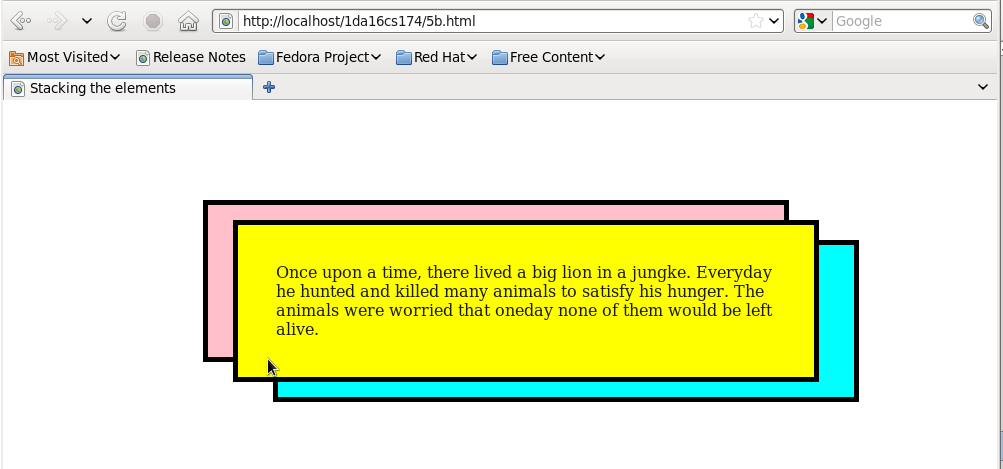 http://localhost/1da16cs174/5b.html
Google
Most Visited Release Notes Fedora Project Red Hat Free Content
Stacking the elements
Once upon a time, there lived a big lion in a jungke. Everyday
he hunted and killed many animals to satisfy his hunger. The
animals were worried that oneday none of them would be left
alive.